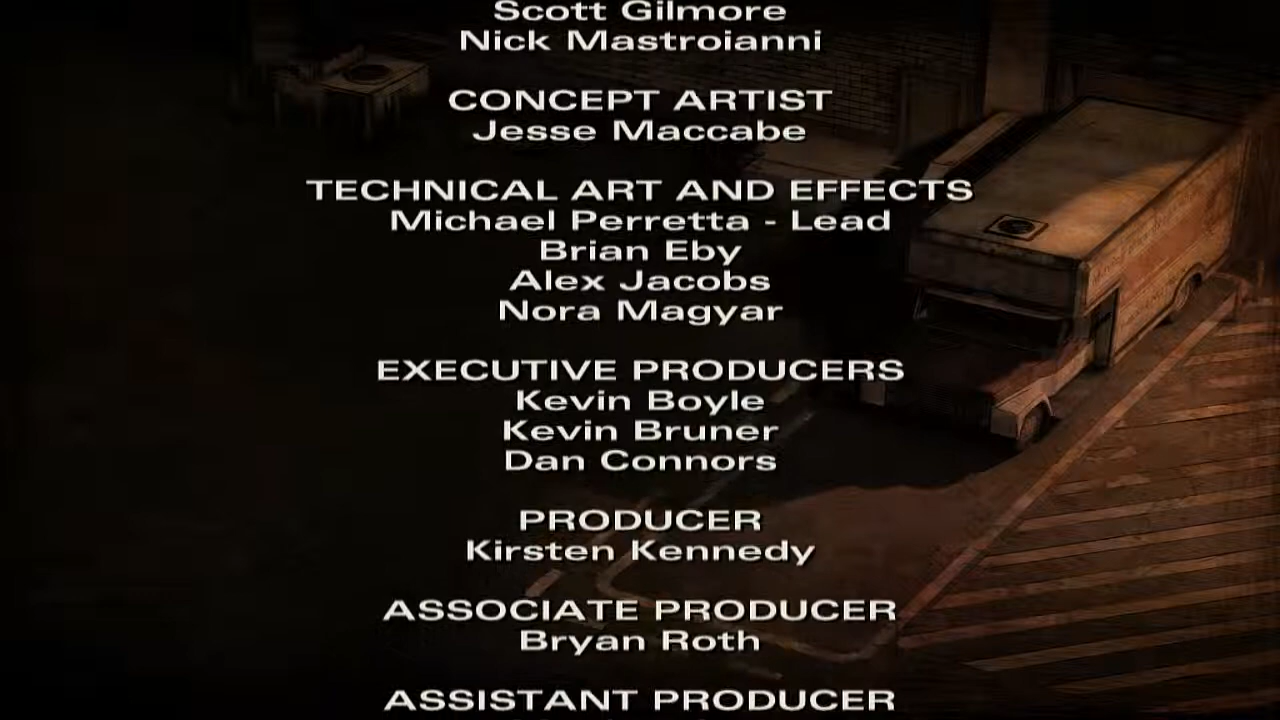 Scott Gilmore
Nick Mastroianni
CONCEPT ARTIST
Jesse Maccabe
TECHNICAL ART AND EFFECTS
Michael Perretta - Lead
Brian Eby
Alex Jacobs
Nora Magyar
EXECUTIVE PRODUCERS
Kevin Boyle
Kevin Bruner
Dan Connors
PRODUCER
Kirsten Kennedy
ASSOCIATE PRODUCER
Bryan Roth
ASSISTANT PRODUCER